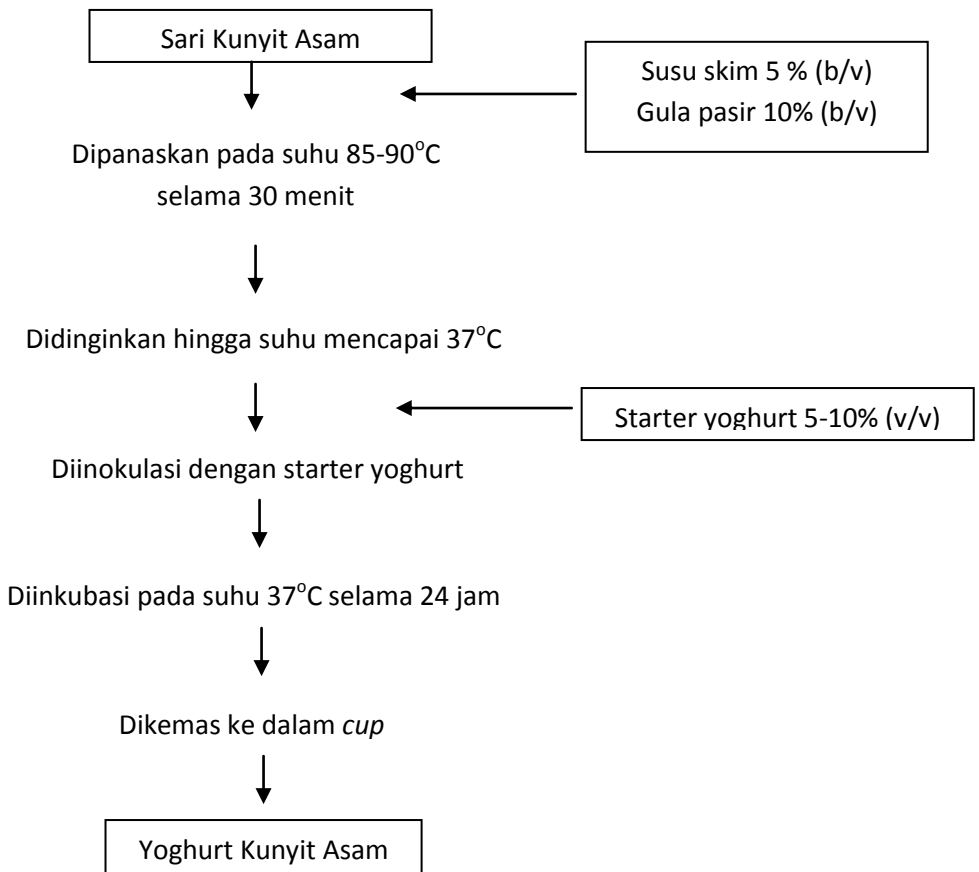 Sari Kunyit Asam
Susu skim 5 % (b/v)
Gula pasir 10% (b/v)
Dipanaskan pada suhu 85-90°C
selama 30 menit
Didinginkan hingga suhu mencapai 37°C
Starter yoghurt 5-10% (v/v)
Diinokulasi dengan starter yoghurt
Diinkubasi pada suhu 37°C selama 24 jam
Dikemas ke dalam cup
Yoghurt Kunyit Asam